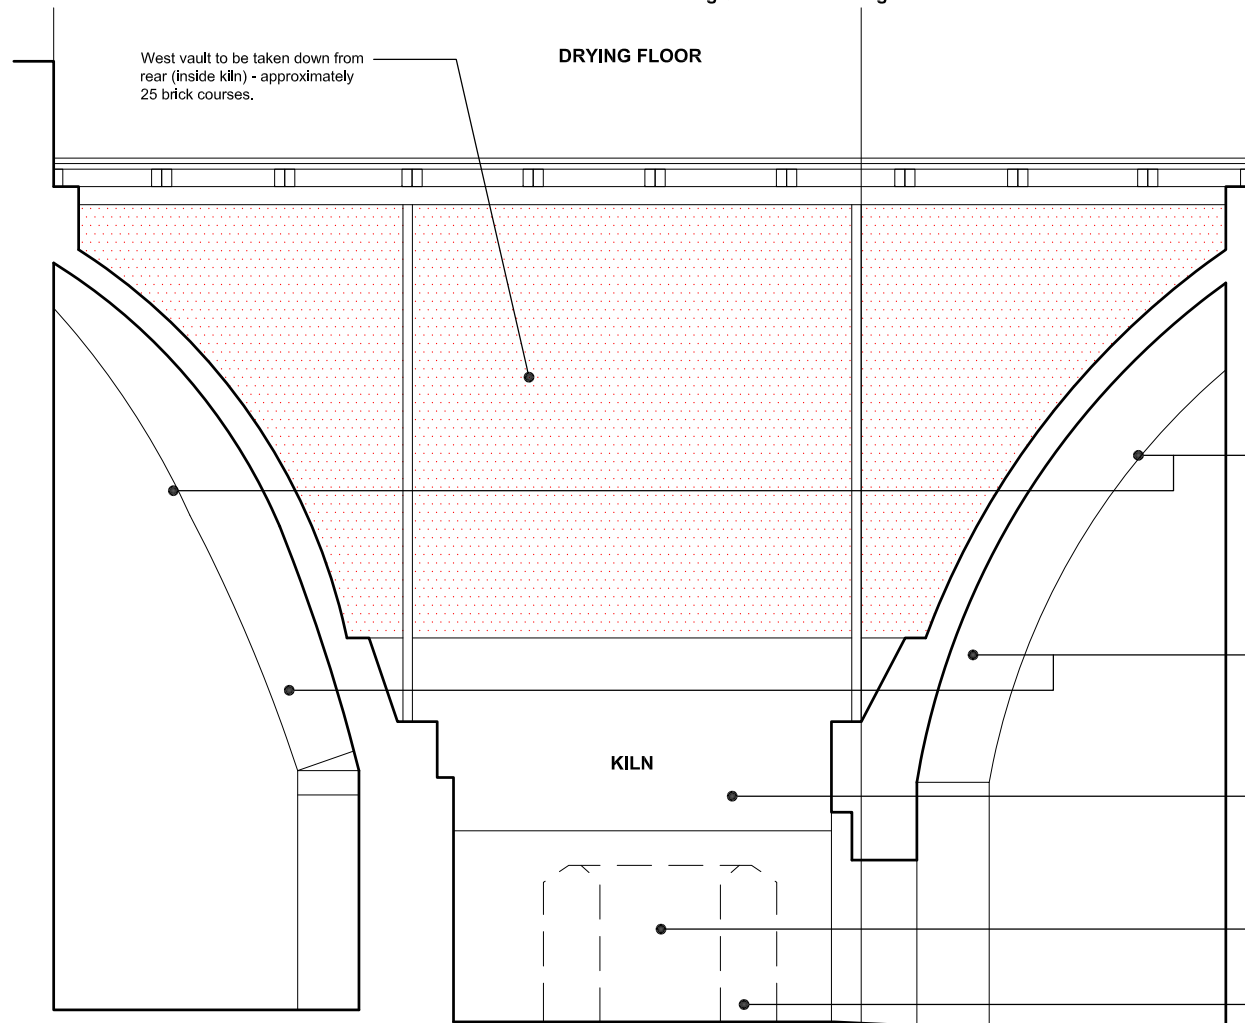 DRYING FLOOR
West vault to be taken down from
rear (inside kiln) - approximately
25 brick courses.
KILN